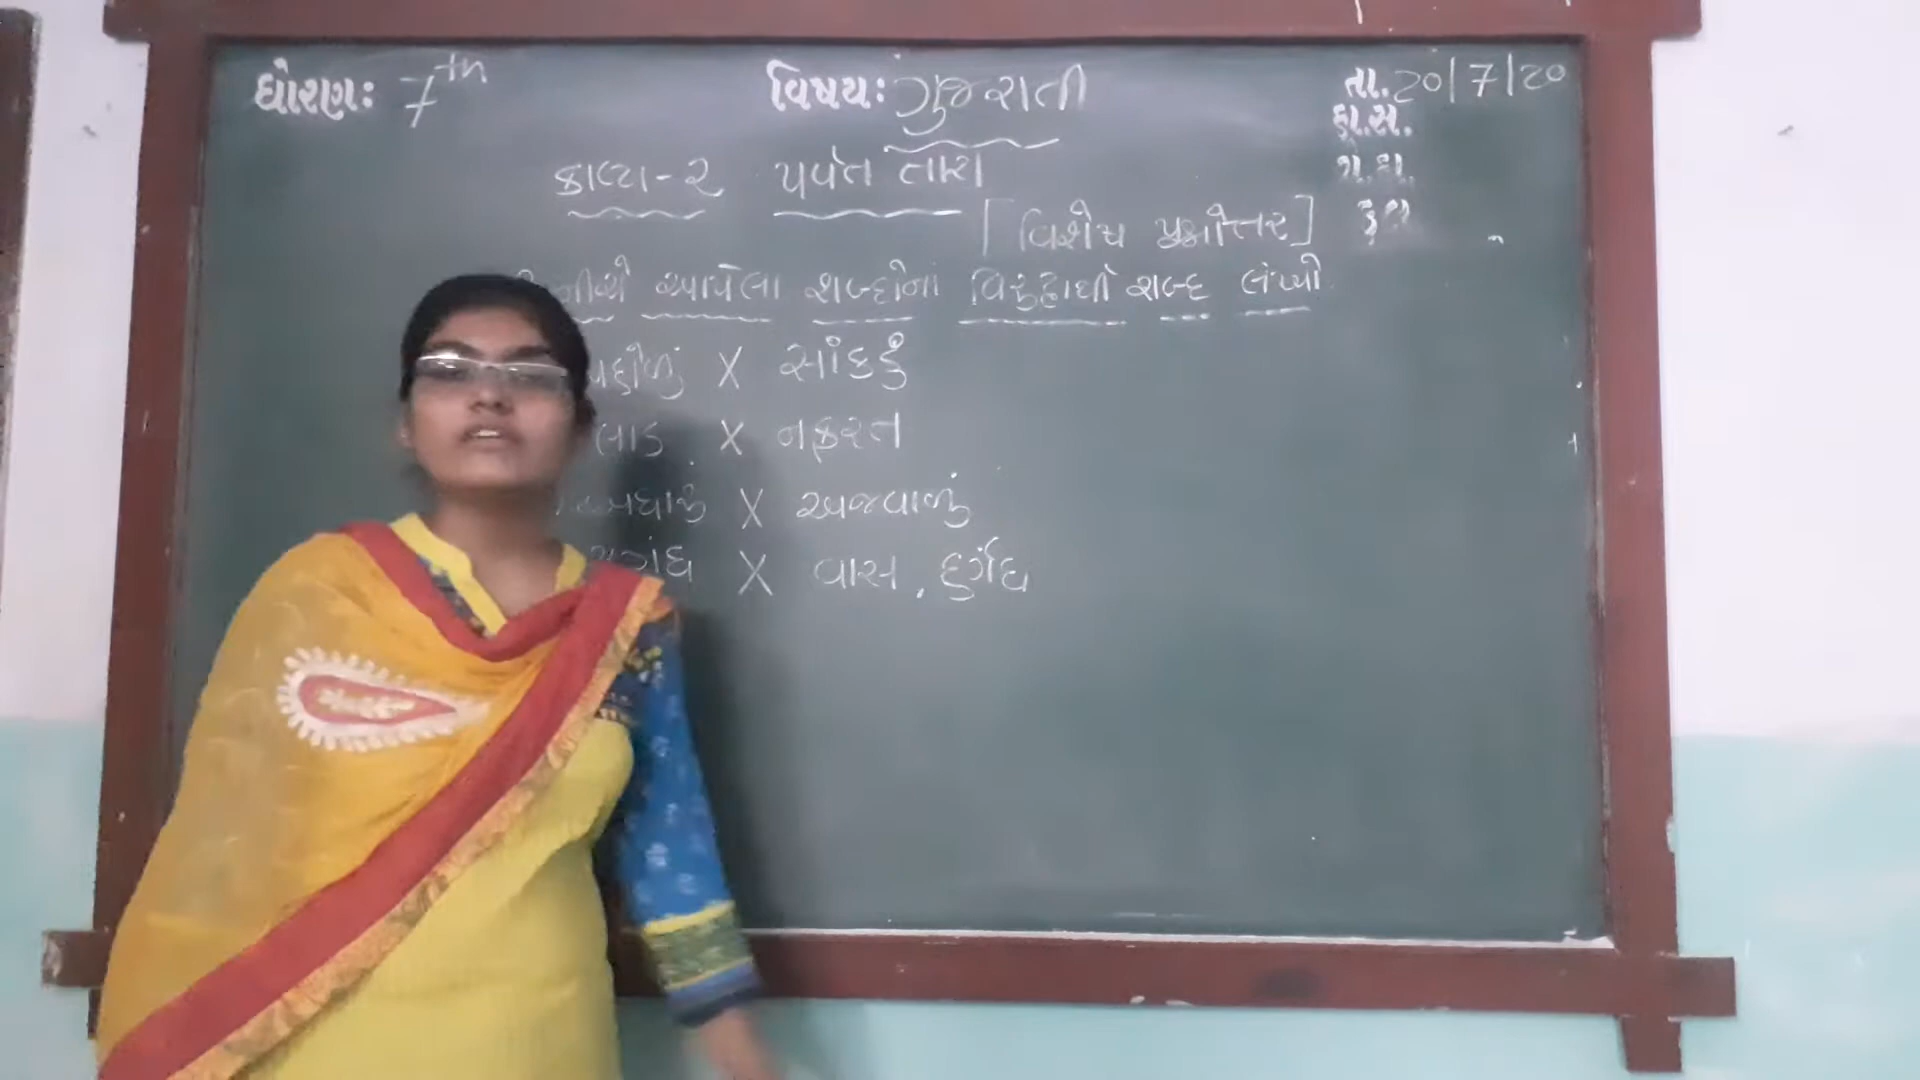 ધોરણ: 7th વિષય: ગુજરાતી તા. 20/7/20
હા.સ.
કાવ્ય-૨ પર્વત તારા
ગે.હા.
[વિશેષ પ્રશ્નોત્તર]
નીચે આપેલા શબ્દોનાં વિરુદ્ધાર્થી શબ્દ લખો
પહોળું X સાંકડું
લાડ X નફરત
X અજવાળું
સુગંધ X વાસ, દુર્ગંધ